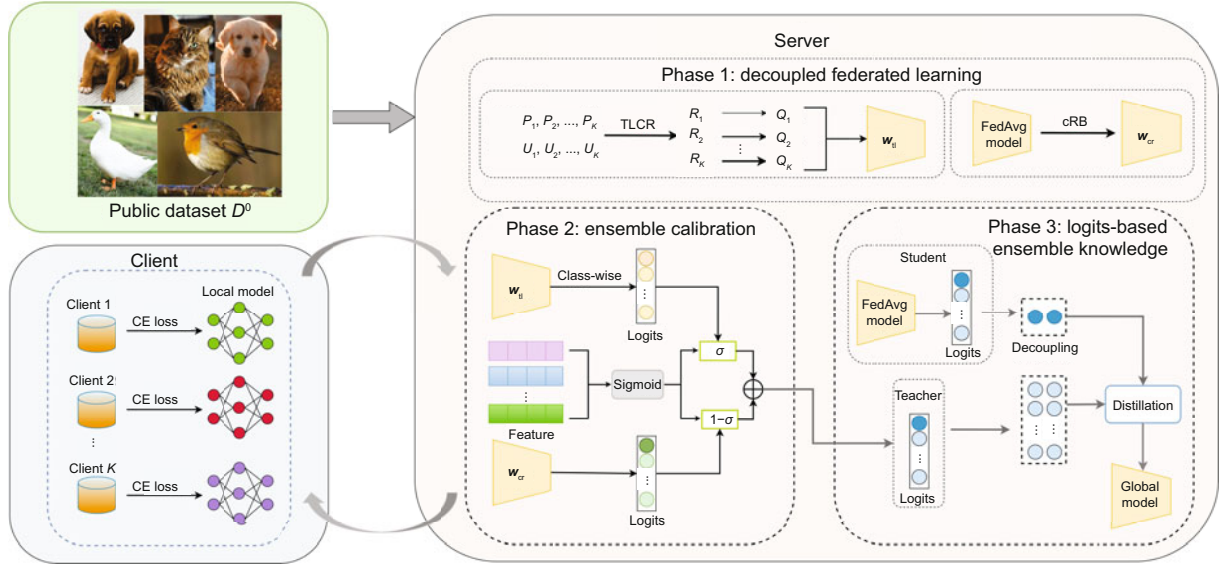 Public dataset D⁰
Client
Client 1
CE loss
Local model
Client 2
CE loss
⋮
Client K
CE loss
Server
Phase 1: decoupled federated learning
P₁, P₂, ..., P_K
U₁, U₂, ..., U_K
TLCR
R₁
R₂
⋮
R_K
Q₁
Q₂
Q_K
w_tl
FedAvg
model
cRB
w_cr
Phase 2: ensemble calibration
w_tl
Class-wise
⋮
Logits
⋮
Feature
Sigmoid
σ
1−σ
w_cr
⋮
Logits
Phase 3: logits-based
ensemble knowledge
Student
FedAvg
model
⋮
Logits
Decoupling
Teacher
⋮
Logits
⋮ ⋮
Distillation
Global
model